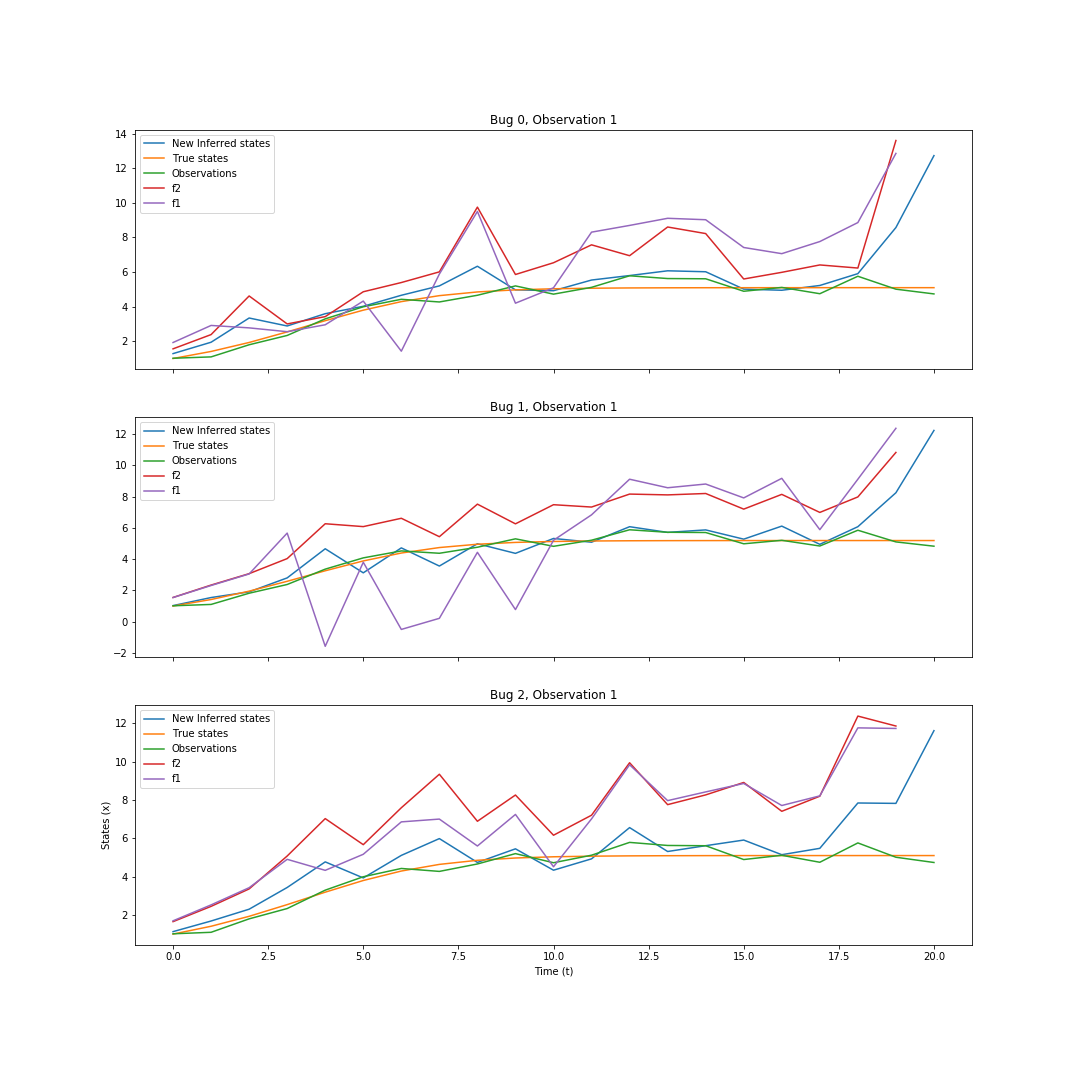 Bug 0, Observation 1
14
12
10
8
6
4
2
New Inferred states
True states
Observations
f2
f1
Bug 1, Observation 1
12
10
8
6
4
2
0
−2
New Inferred states
True states
Observations
f2
f1
Bug 2, Observation 1
12
10
8
6
4
2
States (x)
New Inferred states
True states
Observations
f2
f1
0.0 2.5 5.0 7.5 10.0 12.5 15.0 17.5 20.0
Time (t)